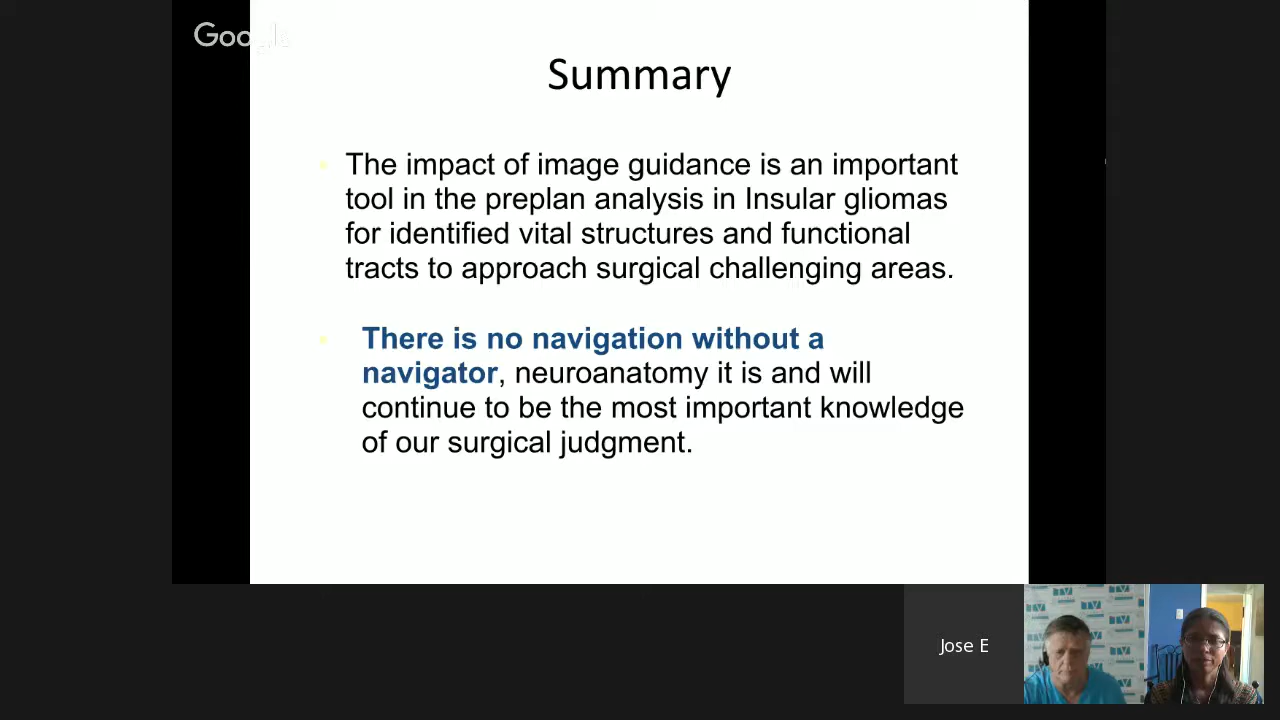 Google
Summary
The impact of image guidance is an important
tool in the preplan analysis in Insular gliomas
for identified vital structures and functional
tracts to approach surgical challenging areas.
There is no navigation without a
navigator, neuroanatomy it is and will
continue to be the most important knowledge
of our surgical judgment.
Jose E